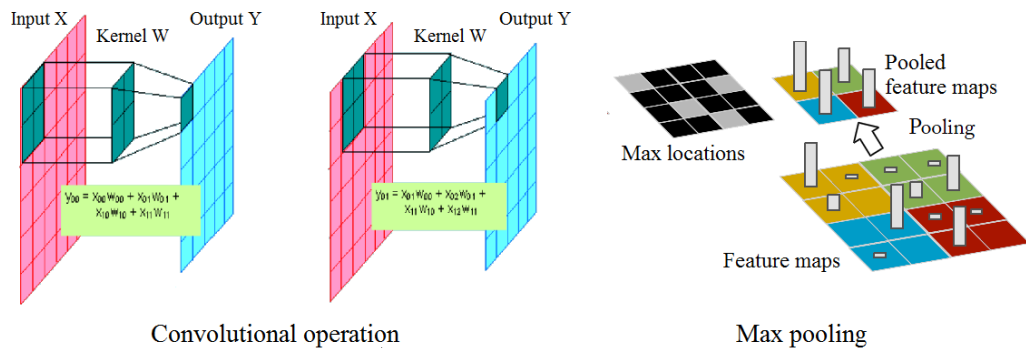 Input X
Output Y
Kernel W
y00 = x00w00 + x01w01 +
x10w10 + x11w11
Input X
Output Y
Kernel W
y01 = x01w00 + x02w01 +
x11w10 + x12w11
Convolutional operation
Max locations
Pooled
feature maps
Pooling
Feature maps
Max pooling